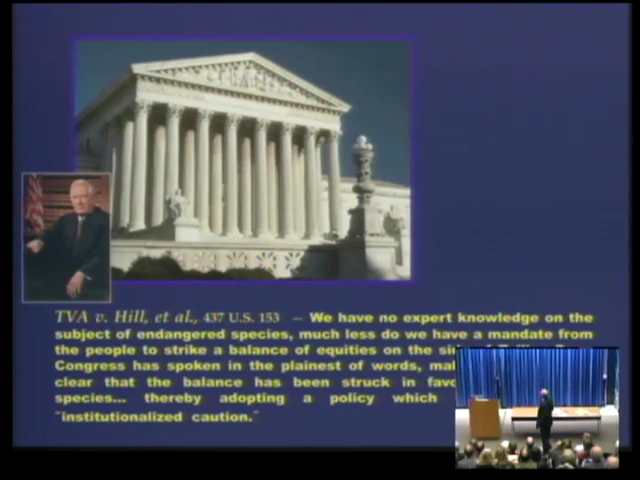 TVA v. Hill, et al., 437 U.S. 153 – We have no expert knowledge on the
subject of endangered species, much less do we have a mandate from
the people to strike a balance of equities on the
Congress has spoken in the plainest of words,
clear that the balance has been struck in
species... thereby adopting a policy which
"institutionalized caution."